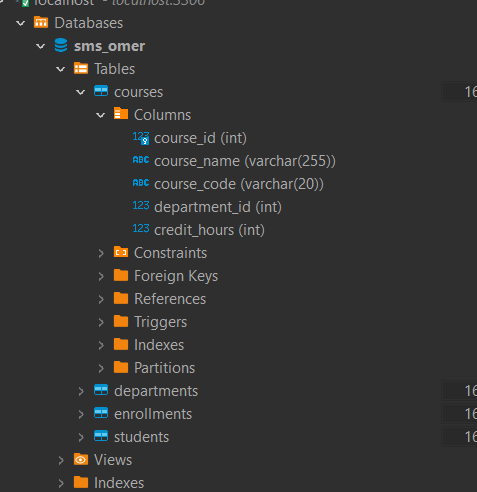 localhost - localhost:3306
Databases
sms_omer
Tables
courses 16
Columns
123 course_id (int)
ABC course_name (varchar(255))
ABC course_code (varchar(20))
123 department_id (int)
123 credit_hours (int)
Constraints
Foreign Keys
References
Triggers
Indexes
Partitions
departments 16
enrollments 16
students 16
Views
Indexes